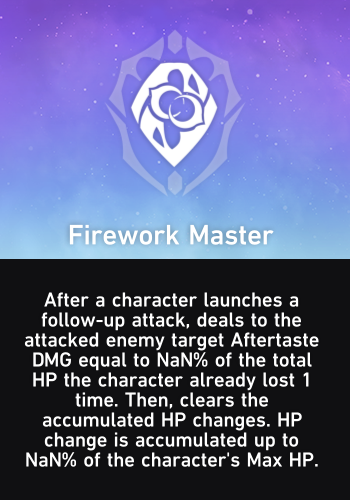 Firework Master
After a character launches a
follow-up attack, deals to the
attacked enemy target Aftertaste
DMG equal to NaN% of the total
HP the character already lost 1
time. Then, clears the
accumulated HP changes. HP
change is accumulated up to
NaN% of the character's Max HP.